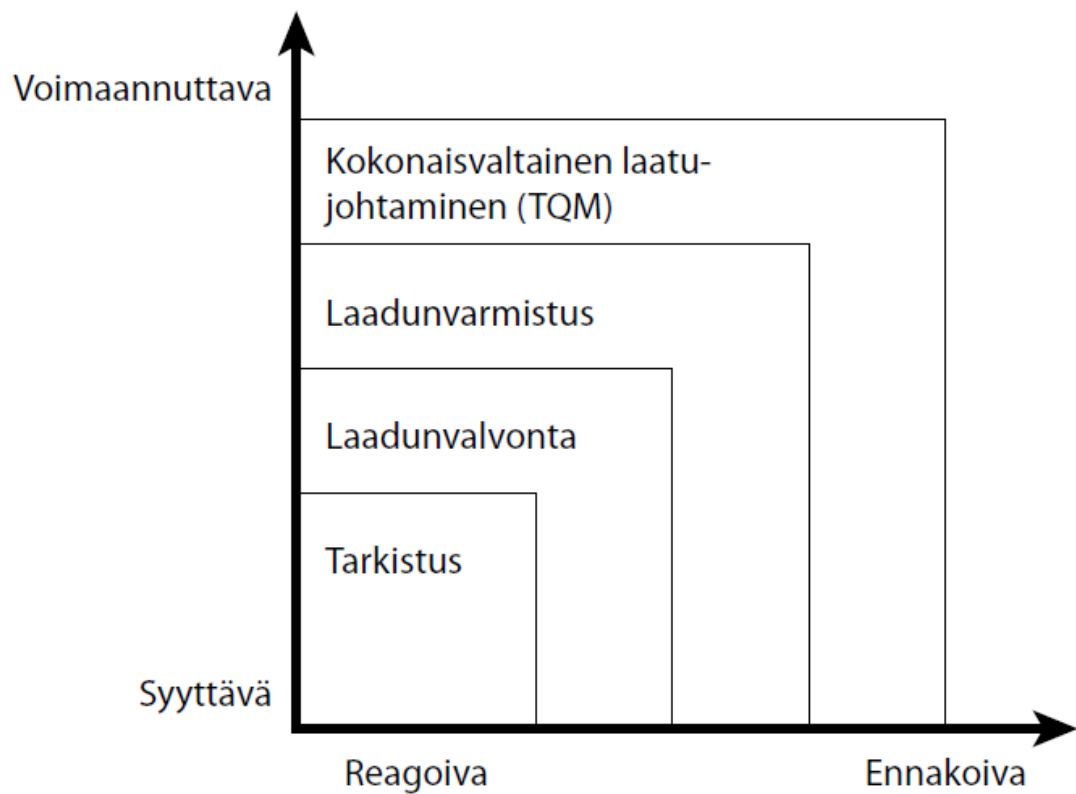 Voimaannuttava
Kokonaisvaltainen laatu-
johtaminen (TQM)
Laadunvarmistus
Laadunvalvonta
Tarkistus
Syyttävä
Reagoiva
Ennakoiva